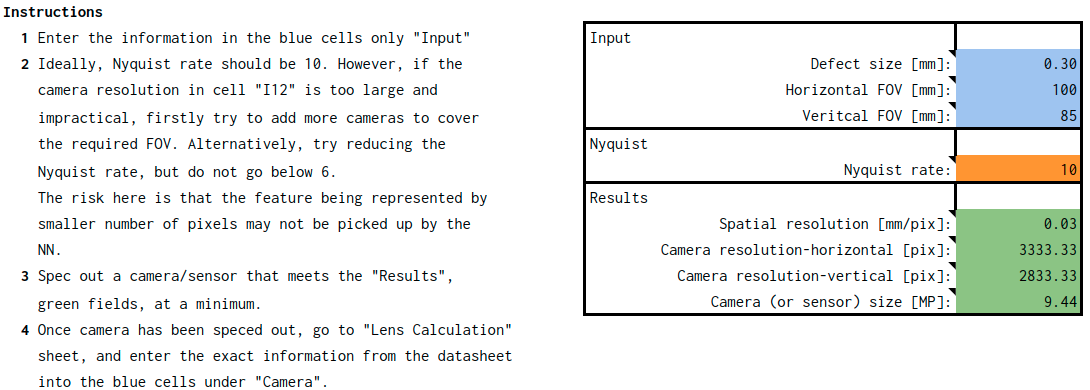 Instructions
1 Enter the information in the blue cells only "Input"
2 Ideally, Nyquist rate should be 10. However, if the
camera resolution in cell "I12" is too large and
impractical, firstly try to add more cameras to cover
the required FOV. Alternatively, try reducing the
Nyquist rate, but do not go below 6.
The risk here is that the feature being represented by
smaller number of pixels may not be picked up by the
NN.
3 Spec out a camera/sensor that meets the "Results",
green fields, at a minimum.
4 Once camera has been speced out, go to "Lens Calculation"
sheet, and enter the exact information from the datasheet
into the blue cells under "Camera".
Input
Defect size [mm]: 0.30
Horizontal FOV [mm]: 100
Veritcal FOV [mm]: 85
Nyquist
Nyquist rate: 10
Results
Spatial resolution [mm/pix]: 0.03
Camera resolution-horizontal [pix]: 3333.33
Camera resolution-vertical [pix]: 2833.33
Camera (or sensor) size [MP]: 9.44